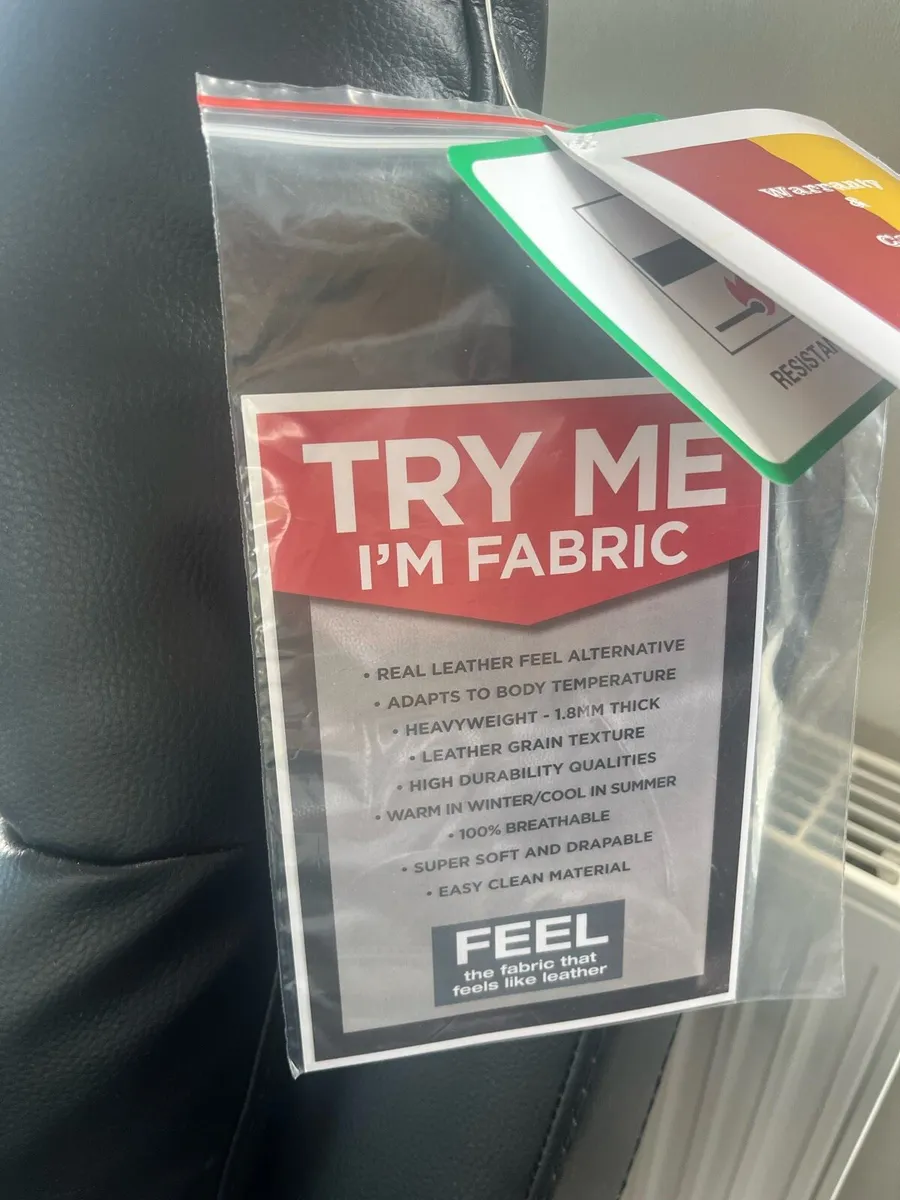 Warranty
&
TRY ME
I'M FABRIC
• REAL LEATHER FEEL ALTERNATIVE
• ADAPTS TO BODY TEMPERATURE
• HEAVYWEIGHT - 1.8MM THICK
• LEATHER GRAIN TEXTURE
• HIGH DURABILITY QUALITIES
• WARM IN WINTER/COOL IN SUMMER
• 100% BREATHABLE
• SUPER SOFT AND DRAPABLE
• EASY CLEAN MATERIAL
FEEL
the fabric that
feels like leather